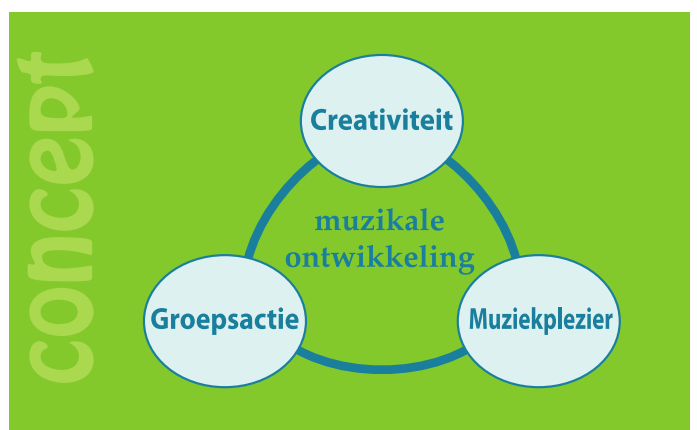 concept
Creativiteit
muzikale
ontwikkeling
Groepsactie
Muziekplezier